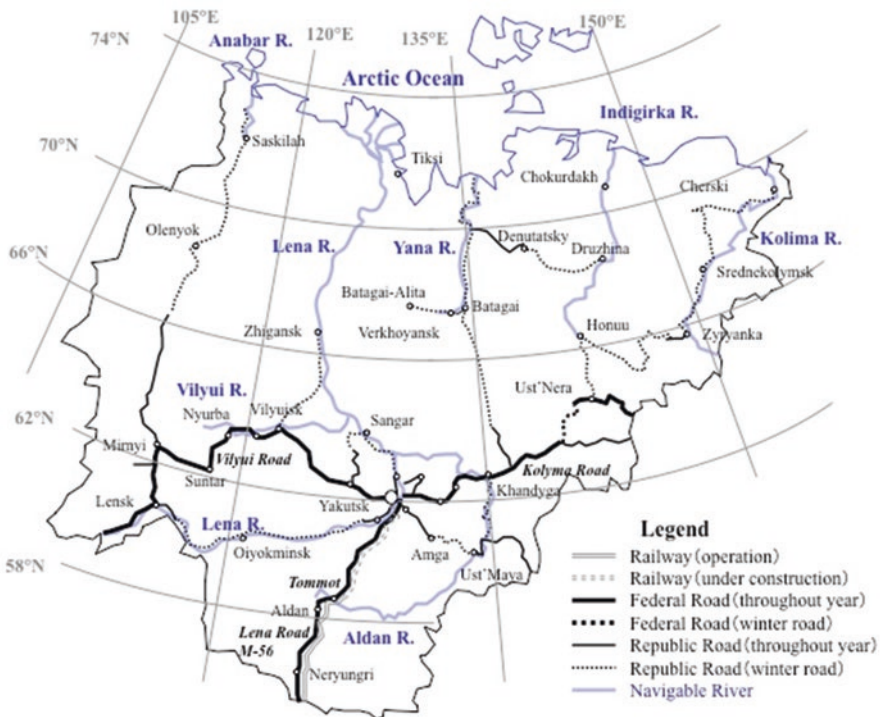 105°E
150°E
74°N
Anabar R.
120°E
135°E
Arctic Ocean
Indigirka R.
70°N
Saskilah
Tiksi
Chokurdakh
Cherski
Olenyok
Lena R.
Yana R.
Denutatsky
Druzhina
Kolima R.
66°N
Srednekolymsk
Batagai-Alita
Batagai
Zhigansk
Verkhoyansk
Honuu
Zyryanka
Vilyui R.
Ust'Nera
62°N
Nyurba
Vilyuisk
Sangar
Mirnyi
Vilyui Road
Kolyma Road
Suntar
Khandyga
Lensk
Yakutsk
Lena R.
Legend
Oiyokminsk
Amga
Railway(operation)
58°N
Ust'Maya
Railway(under construction)
Tommot
Federal Road(throughout year)
Aldan
Federal Road(winter road)
Lena Road
Aldan R.
M-56
Republic Road(throughout year)
Republic Road(winter road)
Neryungri
Navigable River